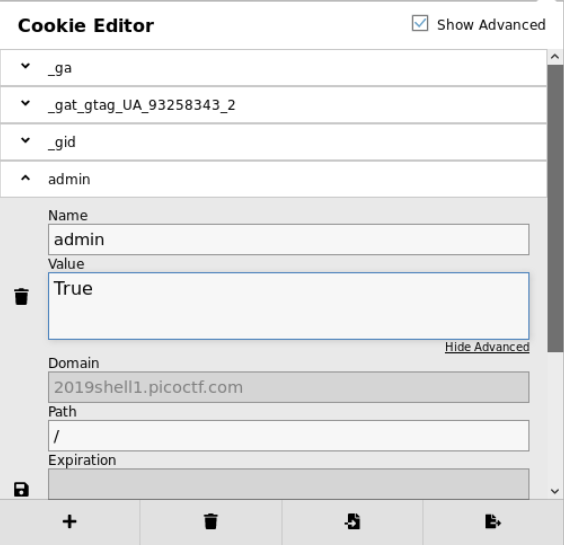 Cookie Editor
Show Advanced
_ga
_gat_gtag_UA_93258343_2
_gid
admin
Name
admin
Value
True
Hide Advanced
Domain
2019shell1.picoctf.com
Path
/
Expiration